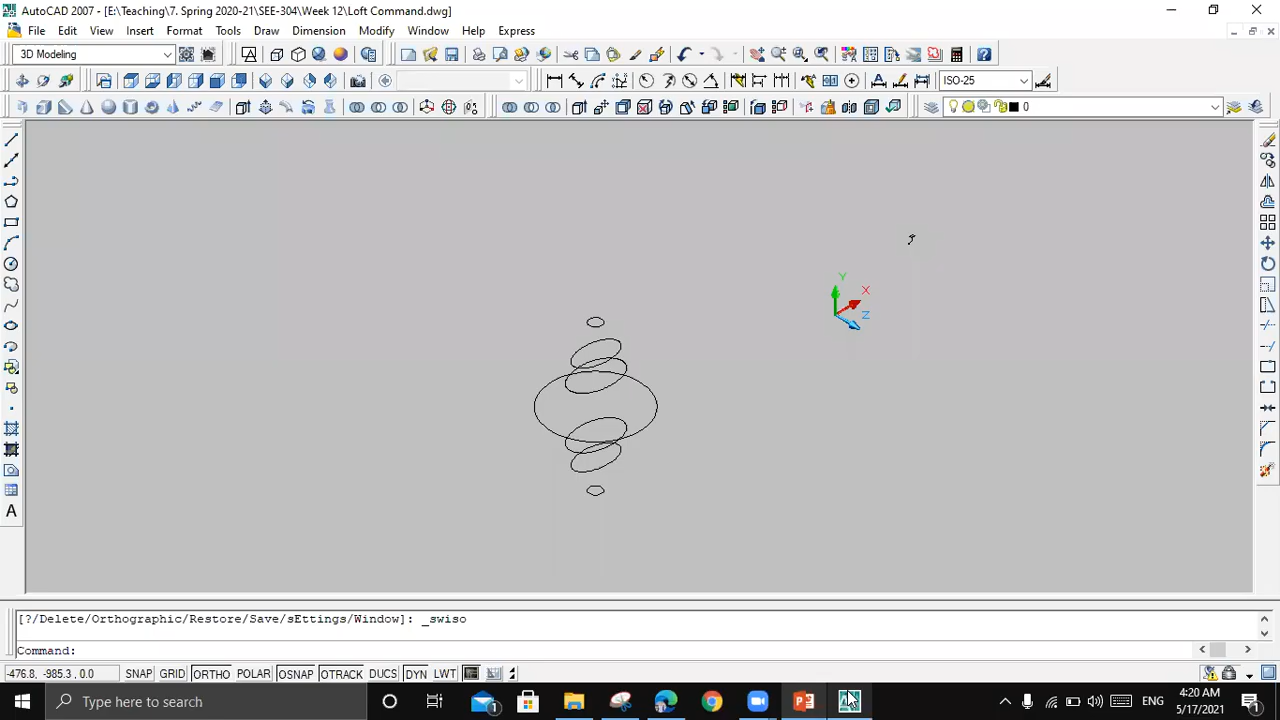 AutoCAD 2007 - [E:\Teaching\7. Spring 2020-21\SEE-304\Week 12\Loft Command.dwg]
File Edit View Insert Format Tools Draw Dimension Modify Window Help Express
3D Modeling
ISO-25
0
Y
X
Z
A
[?/Delete/Orthographic/Restore/Save/sEttings/Window]: _swiso
Command:
-476.8, -985.3, 0.0 SNAP GRID ORTHO POLAR OSNAP OTRACK DUCS DYN LWT
Type here to search
ENG
4:20 AM
5/17/2021